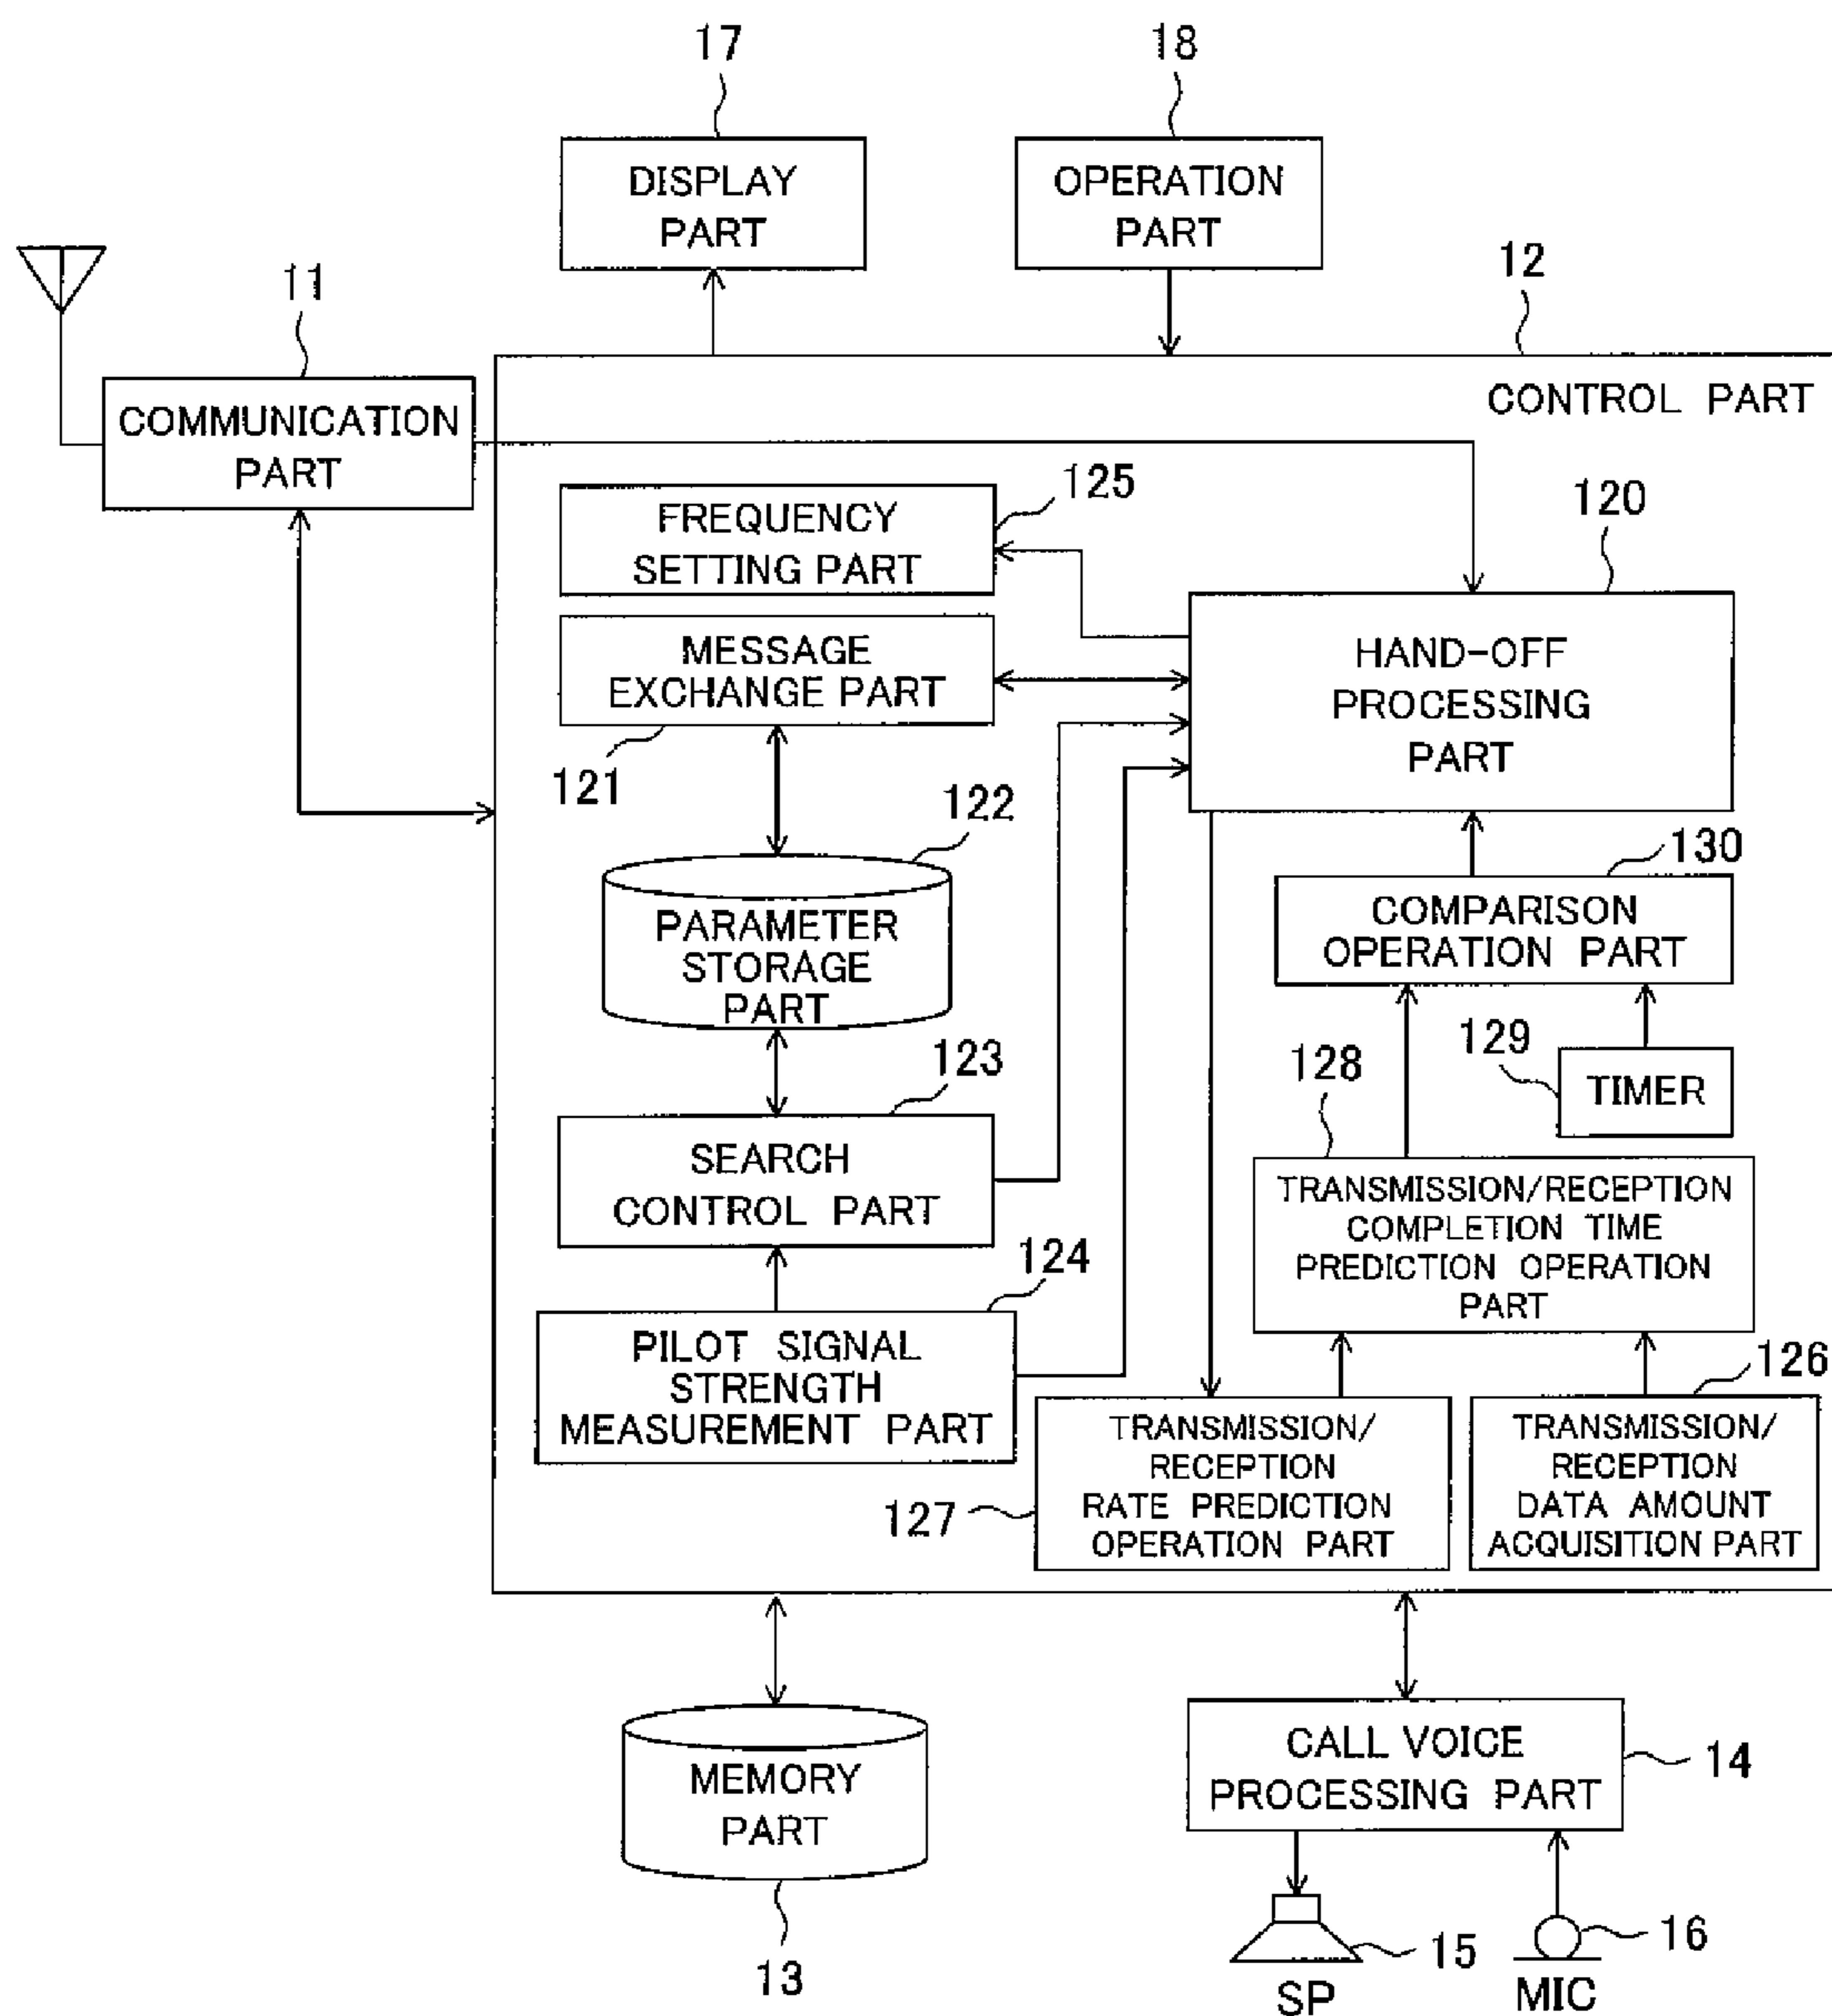 17
18
DISPLAY
PART
OPERATION
PART
12
11
CONTROL PART
COMMUNICATION
PART
125
120
FREQUENCY
SETTING PART
MESSAGE
EXCHANGE PART
HAND-OFF
PROCESSING
PART
121
122
130
PARAMETER
STORAGE
PART
COMPARISON
OPERATION PART
123
129
128
TIMER
SEARCH
CONTROL PART
TRANSMISSION/RECEPTION
COMPLETION TIME
PREDICTION OPERATION
PART
124
PILOT SIGNAL
STRENGTH
MEASUREMENT PART
126
TRANSMISSION/
RECEPTION
RATE PREDICTION
OPERATION PART
127
TRANSMISSION/
RECEPTION
DATA AMOUNT
ACQUISITION PART
MEMORY
PART
CALL VOICE
PROCESSING PART
14
13
15
SP
16
MIC